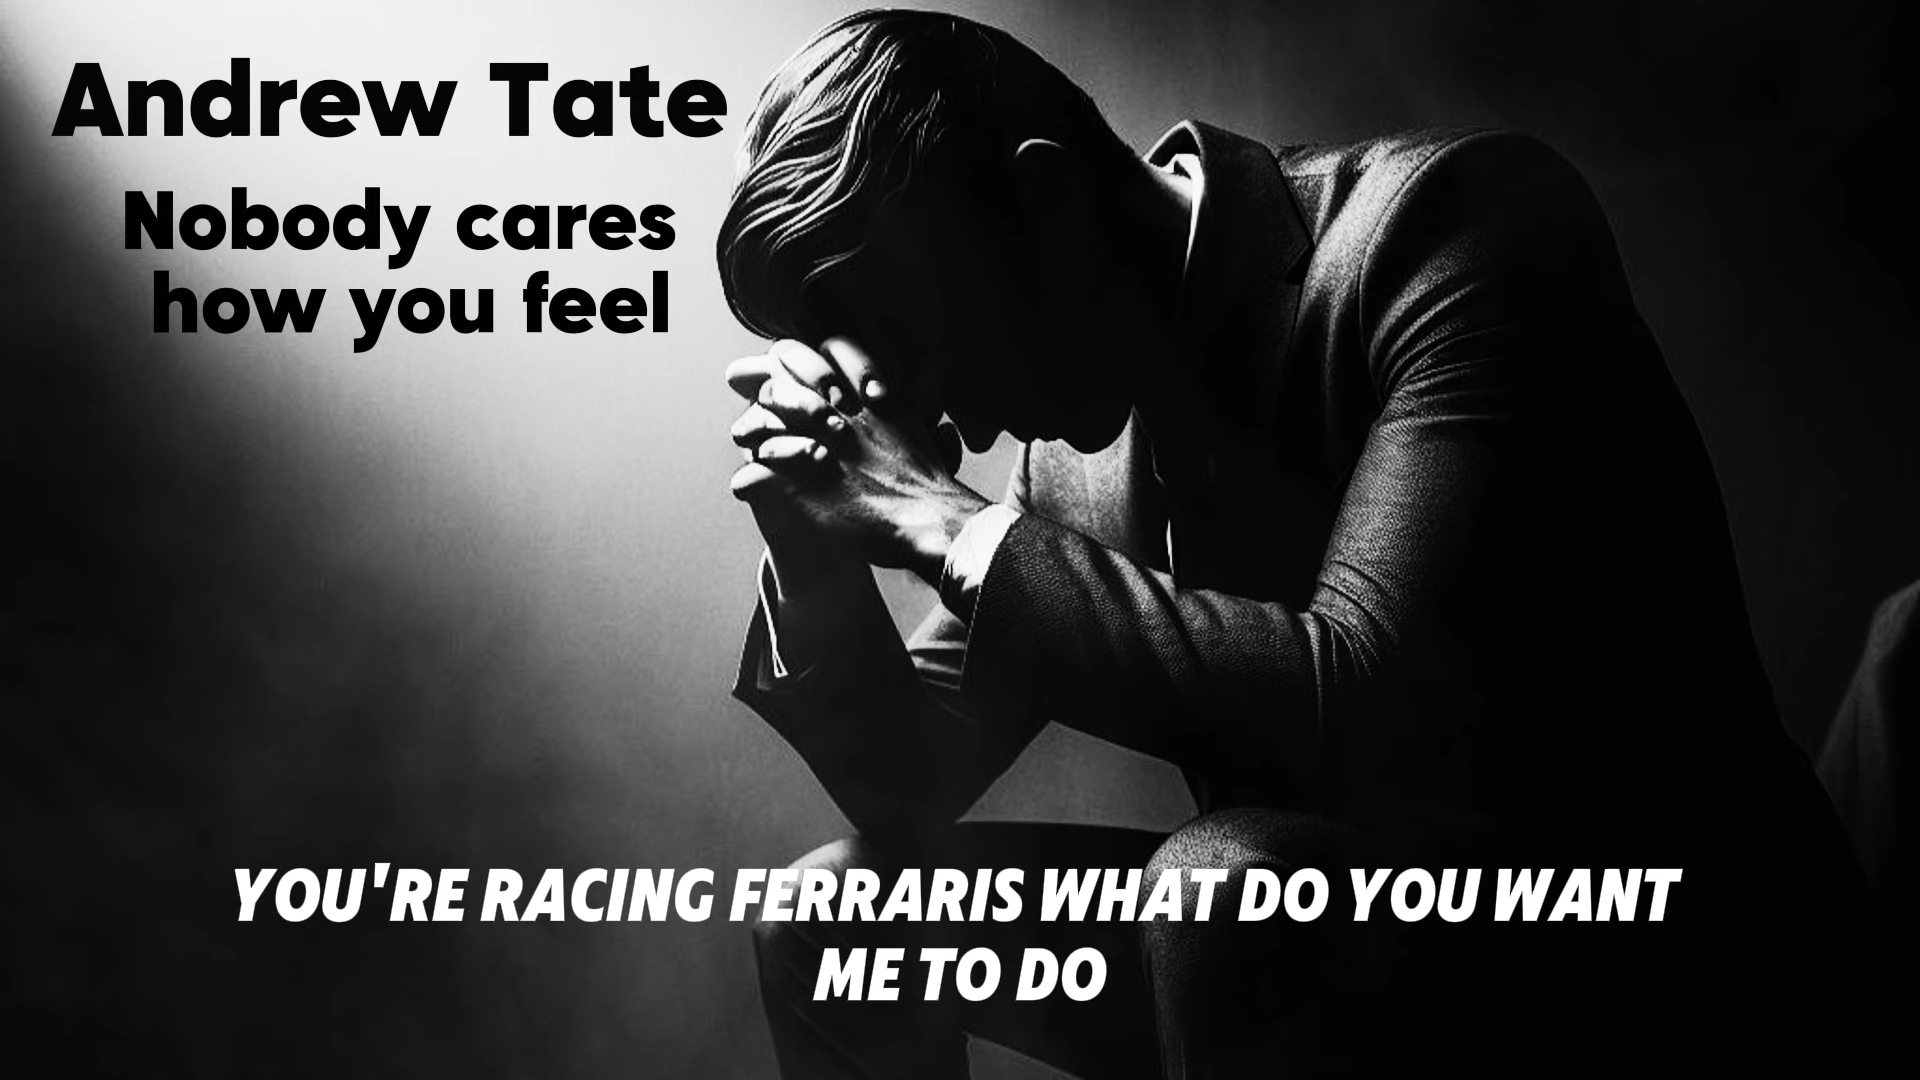 Andrew Tate
Nobody cares
how you feel
YOU'RE RACING FERRARIS WHAT DO YOU WANT
ME TO DO